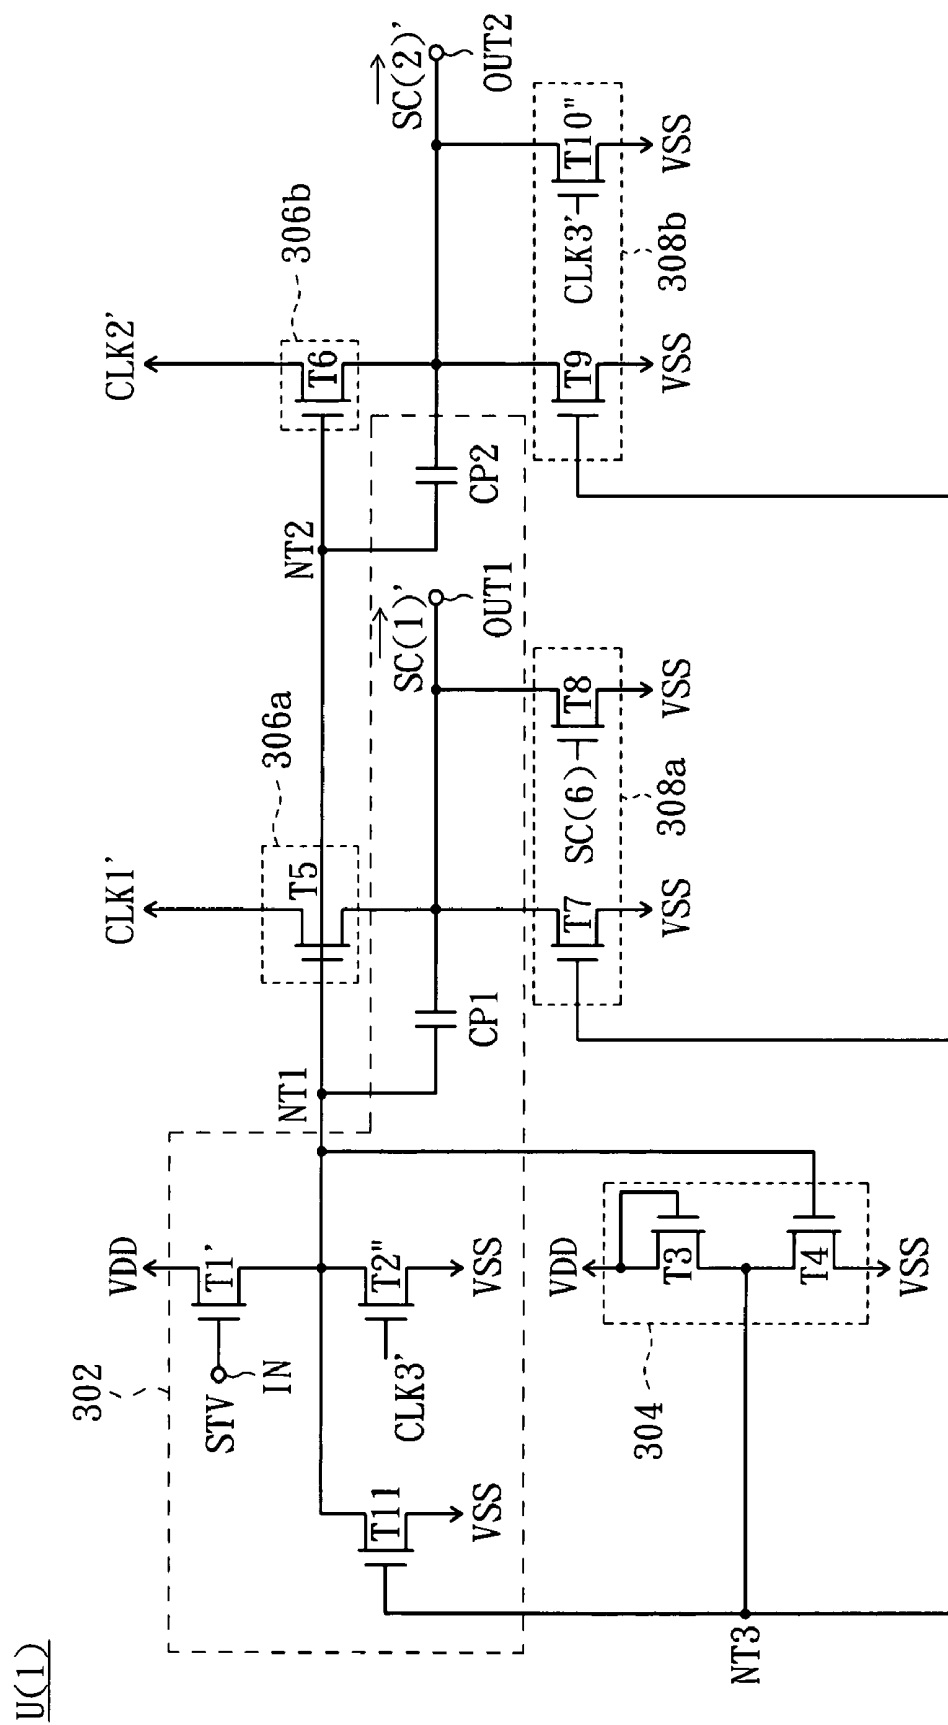 U(1)
302
VDD
T1'
STV
IN
T2"
CLK3'
VSS
T11
VSS
NT1
CLK1'
306a
T5
CP1
SC(1)'
OUT1
NT2
CLK2'
306b
T6
CP2
SC(2)'
OUT2
304
VDD
T3
T4
VSS
NT3
T7
VSS
SC(6)
T8
VSS
308a
T9
VSS
CLK3'
T10"
VSS
308b